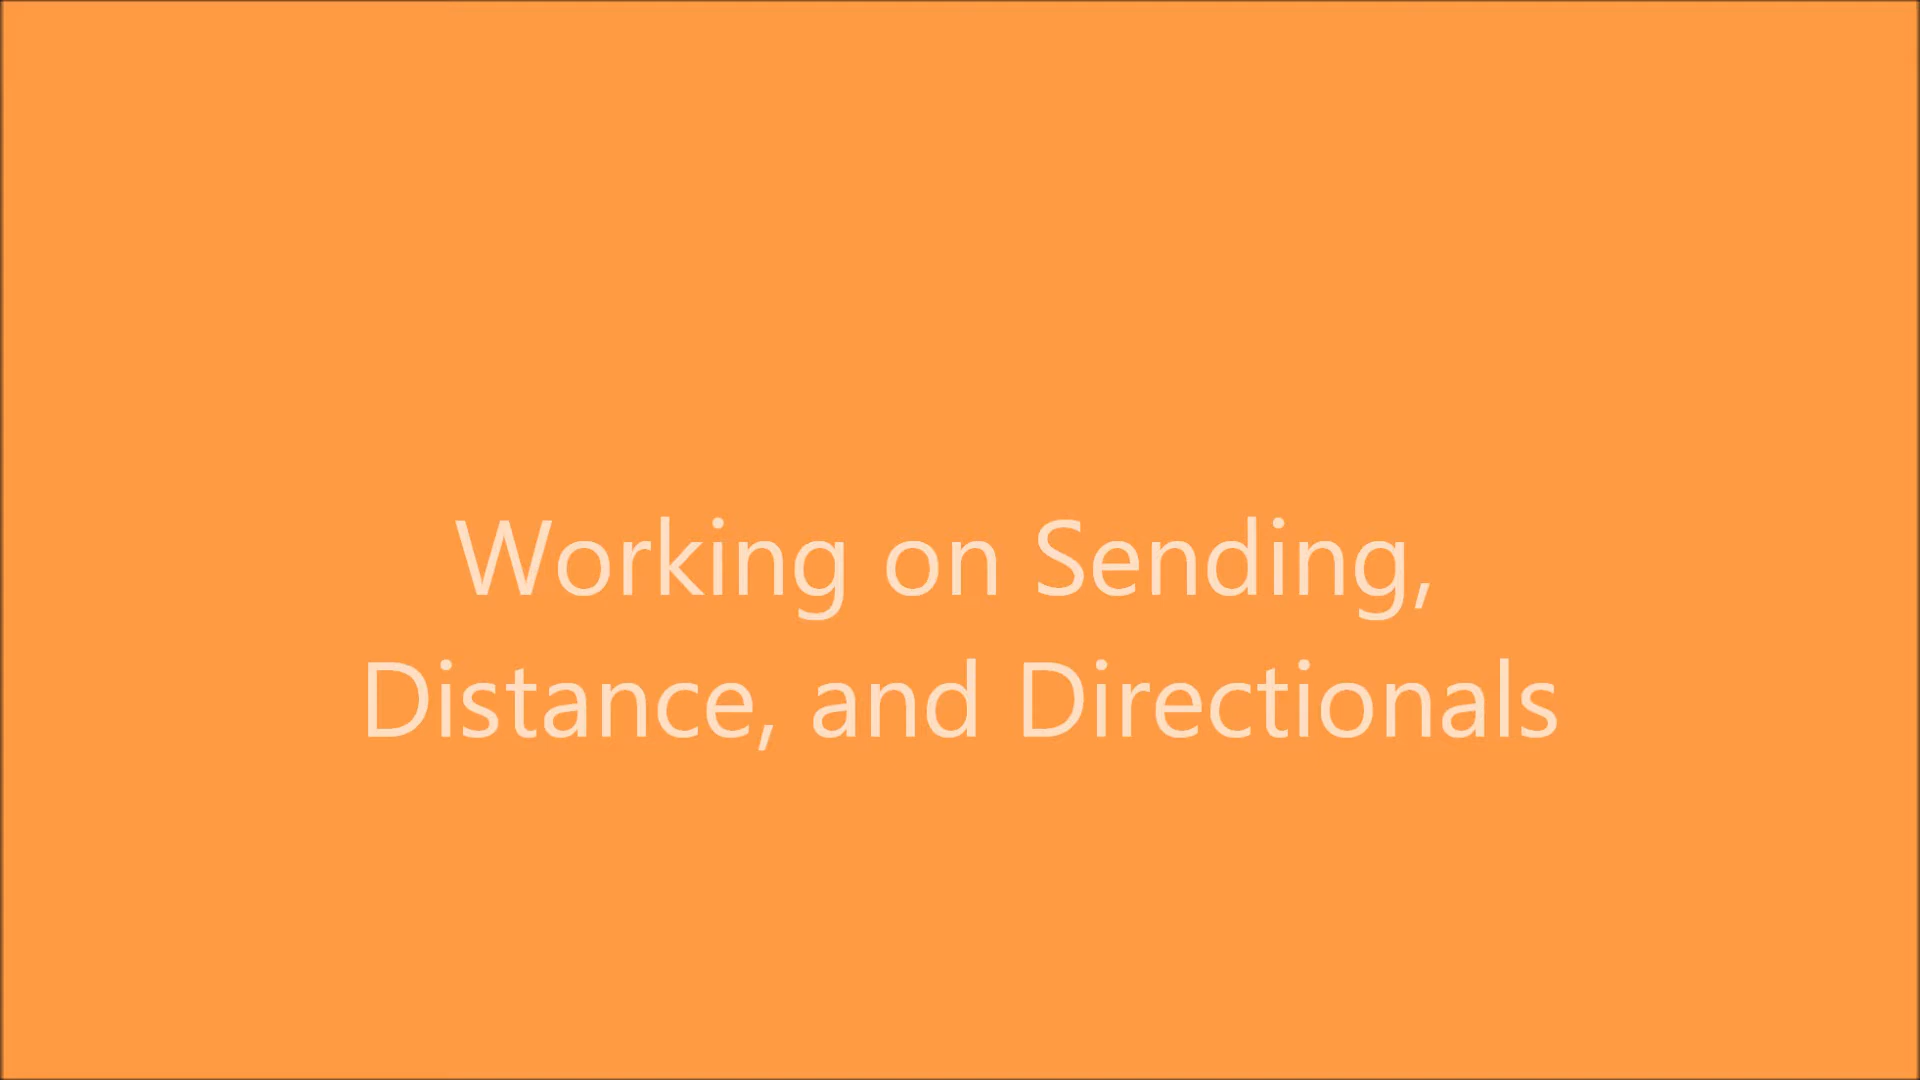 Working on Sending,
Distance, and Directionals